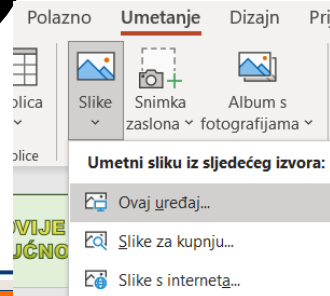 Polazno Umetanje Dizajn
Slike Snimka zaslona Album s fotografijama
Umetni sliku iz sljedećeg izvora:
Ovaj uređaj...
Slike za kupnju...
Slike s interneta...